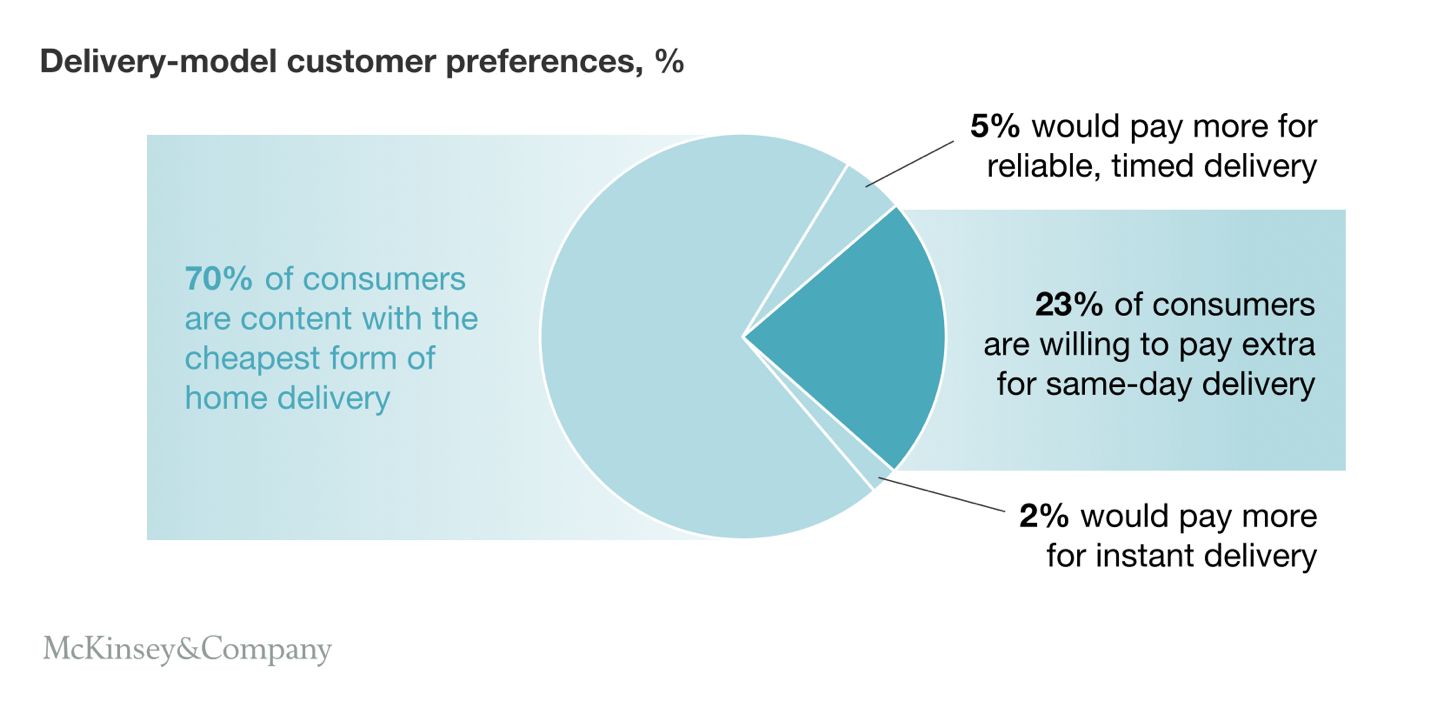 Delivery-model customer preferences, %
5% would pay more for
reliable, timed delivery
70% of consumers
are content with the
cheapest form of
home delivery
23% of consumers
are willing to pay extra
for same-day delivery
2% would pay more
for instant delivery
McKinsey&Company